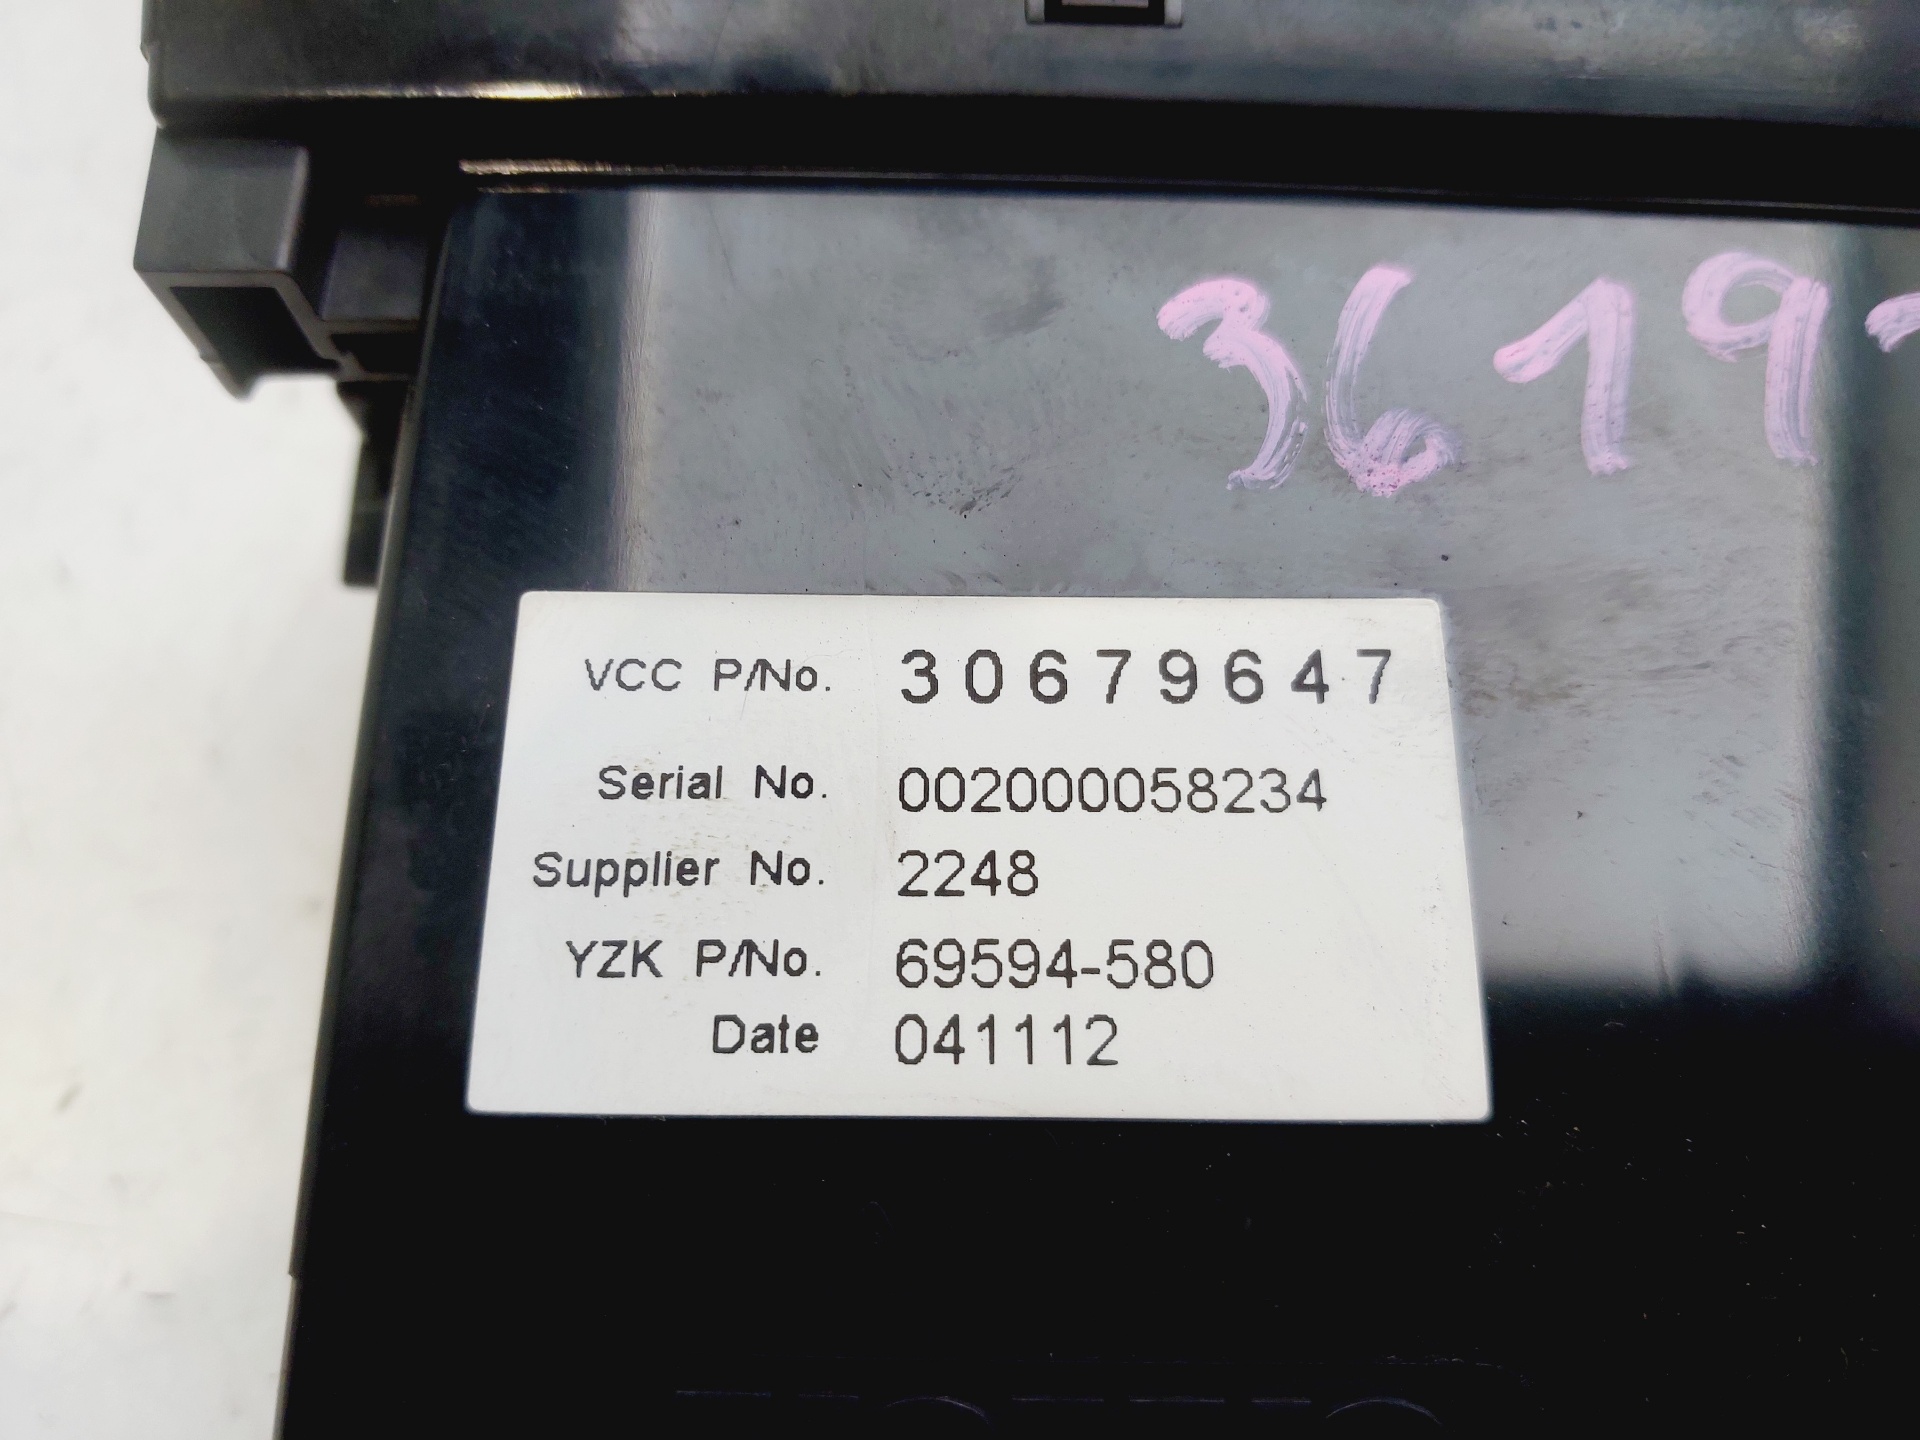 3619
VCC P/No. 30679647
Serial No. 002000058234
Supplier No. 2248
YZK P/No. 69594-580
Date 041112